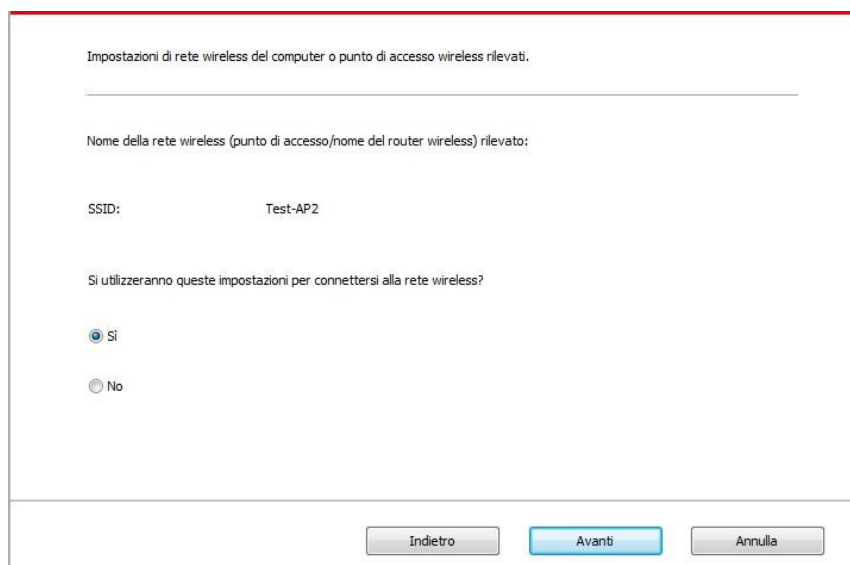 Impostazioni di rete wireless del computer o punto di accesso wireless rilevati.
Nome della rete wireless (punto di accesso/nome del router wireless) rilevato:
SSID: Test-AP2
Si utilizzeranno queste impostazioni per connettersi alla rete wireless?
Sì
No
Indietro Avanti Annulla